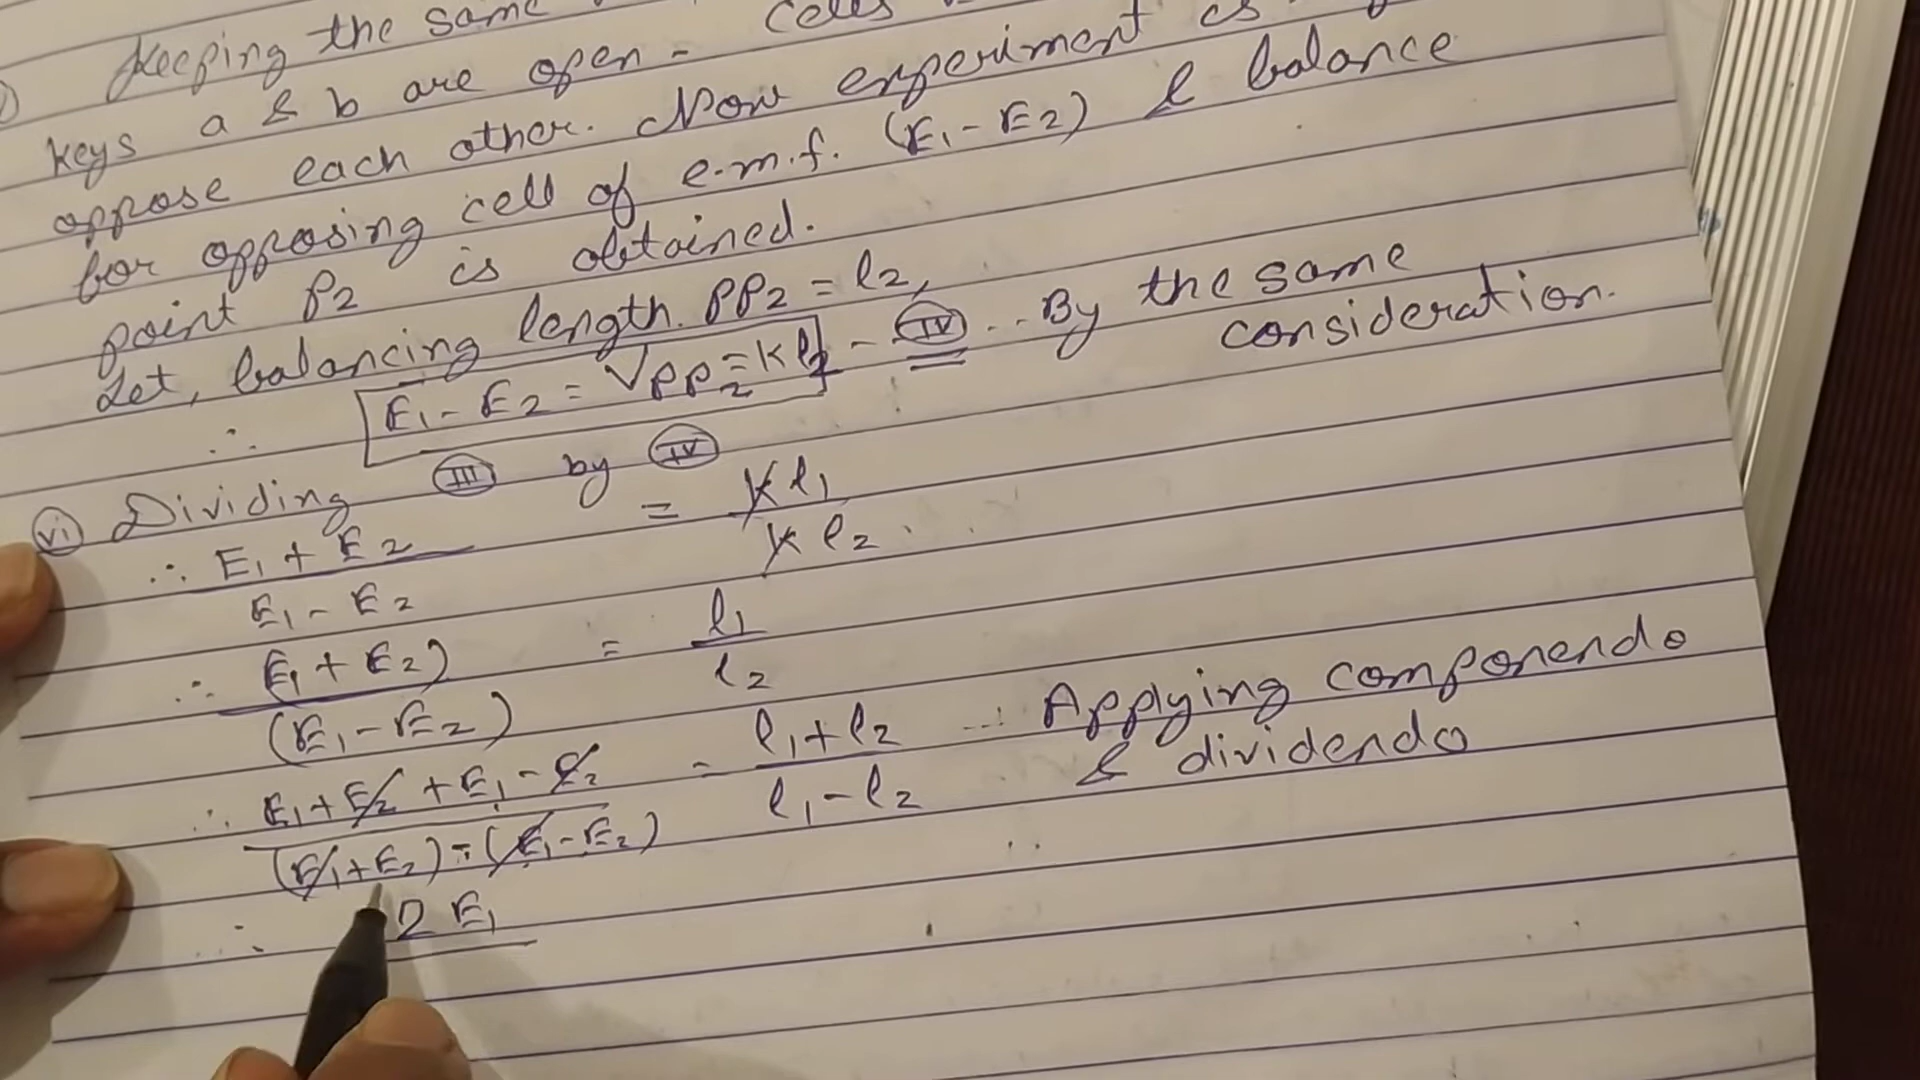 Keeping the same cells
keys a & b are open - 
oppose each other. Now experiment is
for opposing cell of e.m.f. (E₁ - E₂) & balance
point P₂ is obtained.
Let, balancing length. PP₂ = l₂,
∴ E₁ - E₂ = V PP₂ = K l₂ - (IV) .. By the same consideration.
(vi) Dividing (III) by (IV)
∴ E₁ + E₂ / E₁ - E₂ = K l₁ / K l₂
∴ (E₁ + E₂) / (E₁ - E₂) = l₁ / l₂
∴ E₁ + E₂ + E₁ - E₂ / (E₁ + E₂) - (E₁ - E₂) = l₁ + l₂ / l₁ - l₂ ... Applying componendo & dividendo
∴ 2 E₁